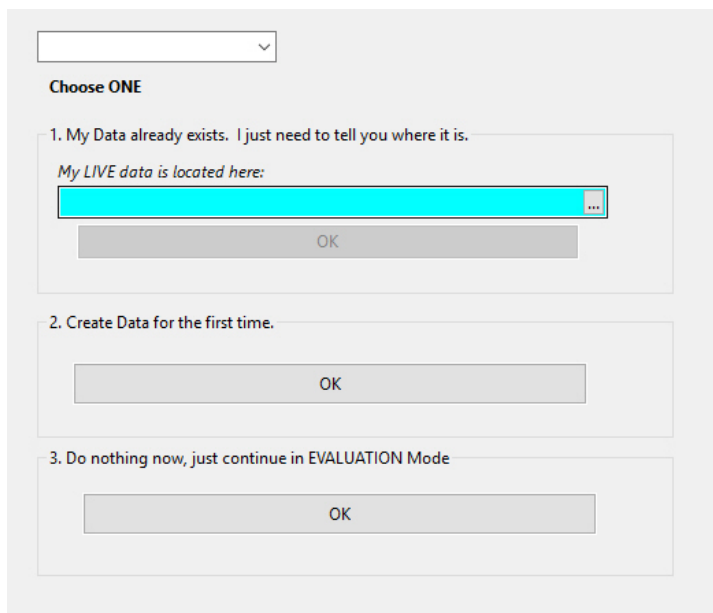 Choose ONE
1. My Data already exists.  I just need to tell you where it is.
My LIVE data is located here:
...
OK
2. Create Data for the first time.
OK
3. Do nothing now, just continue in EVALUATION Mode
OK